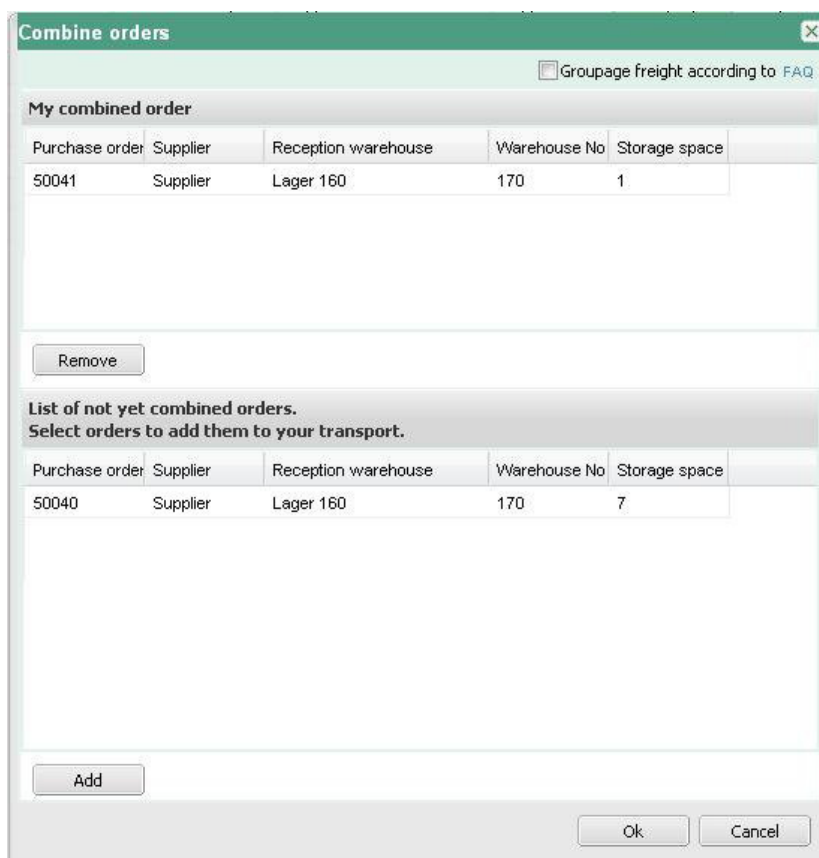 Combine orders
Groupage freight according to FAQ
My combined order
Purchase order Supplier Reception warehouse Warehouse No Storage space
50041 Supplier Lager 160 170 1
Remove
List of not yet combined orders.
Select orders to add them to your transport.
Purchase order Supplier Reception warehouse Warehouse No Storage space
50040 Supplier Lager 160 170 7
Add
Ok Cancel